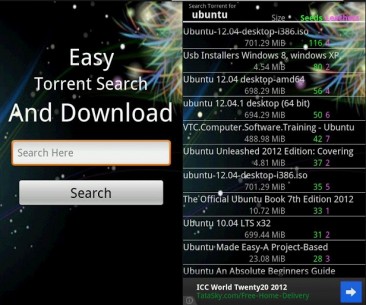 Easy
Torrent Search
And Download
Search Here
Search
Search Torrent for
ubuntu
Size Seeds Leechers
Ubuntu-12.04-desktop-i386.iso
701.29 MiB 116 4
Usb Installers Windows 8, windows XP
4.54 MiB 80 2
Ubuntu 12.04 desktop-amd64
698.29 MiB 56 4
ubuntu 12.04.1 desktop (64 bit)
694.29 MiB 50 6
VTC.Computer.Software.Training - Ubuntu
488.98 MiB 42 7
Ubuntu Unleashed 2012 Edition: Covering
4.81 MiB 37 2
ubuntu-12.04-desktop-i386.iso
701.29 MiB 35 5
The Official Ubuntu Book 7th Edition 2012
10.72 MiB 33 1
Ubuntu 10.04 LTS x32
699.44 MiB 31 2
Ubuntu Made Easy-A Project-Based
23.08 MiB 28 3
Ubuntu An Absolute Beginners Guide
ICC World Twenty20 2012
TataSky.com/Free-Home-Delivery